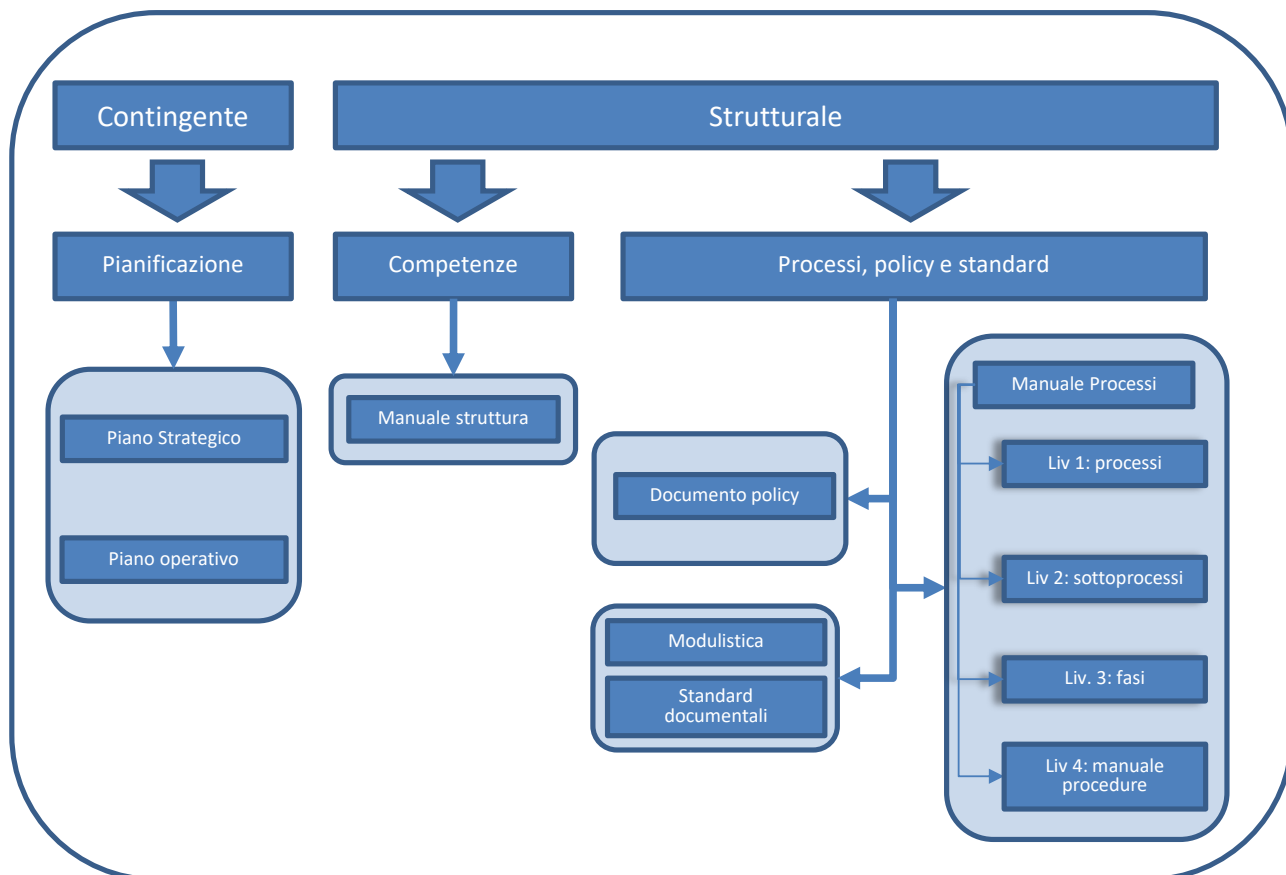 Contingente
Strutturale
Pianificazione
Competenze
Processi, policy e standard
Piano Strategico
Piano operativo
Manuale struttura
Documento policy
Modulistica
Standard
documentali
Manuale Processi
Liv 1: processi
Liv 2: sottoprocessi
Liv. 3: fasi
Liv 4: manuale
procedure